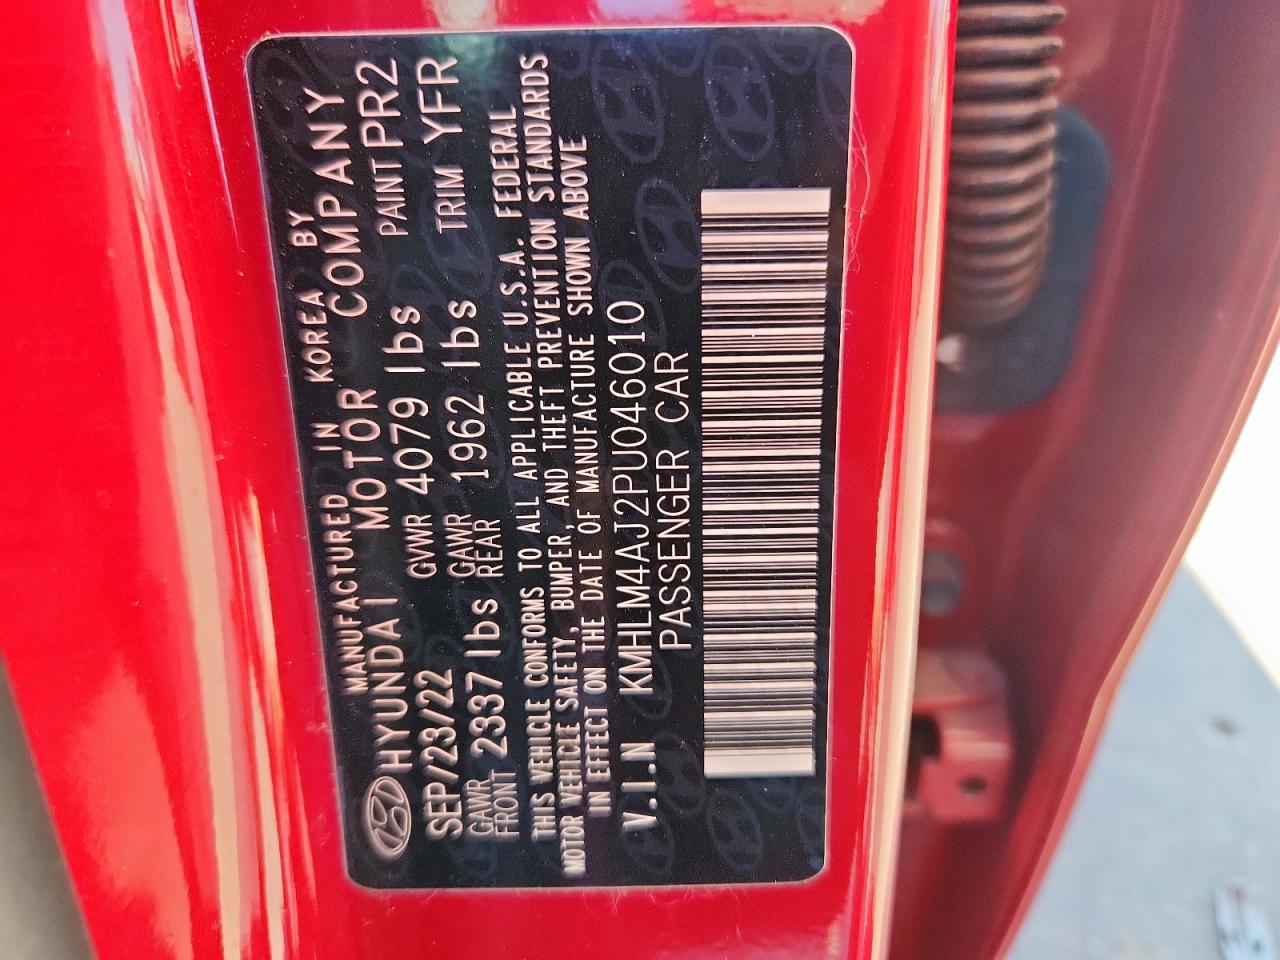 MANUFACTURED IN KOREA BY
HYUNDAI MOTOR COMPANY
SEP/23/22 GVWR 4079 lbs PAINT PR2
GAWR FRONT 2337 lbs GAWR REAR 1962 lbs TRIM YFR
THIS VEHICLE CONFORMS TO ALL APPLICABLE U.S.A. FEDERAL
MOTOR VEHICLE SAFETY, BUMPER, AND THEFT PREVENTION STANDARDS
IN EFFECT ON THE DATE OF MANUFACTURE SHOWN ABOVE
V.I.N KMHLM4AJ2PU046010
PASSENGER CAR